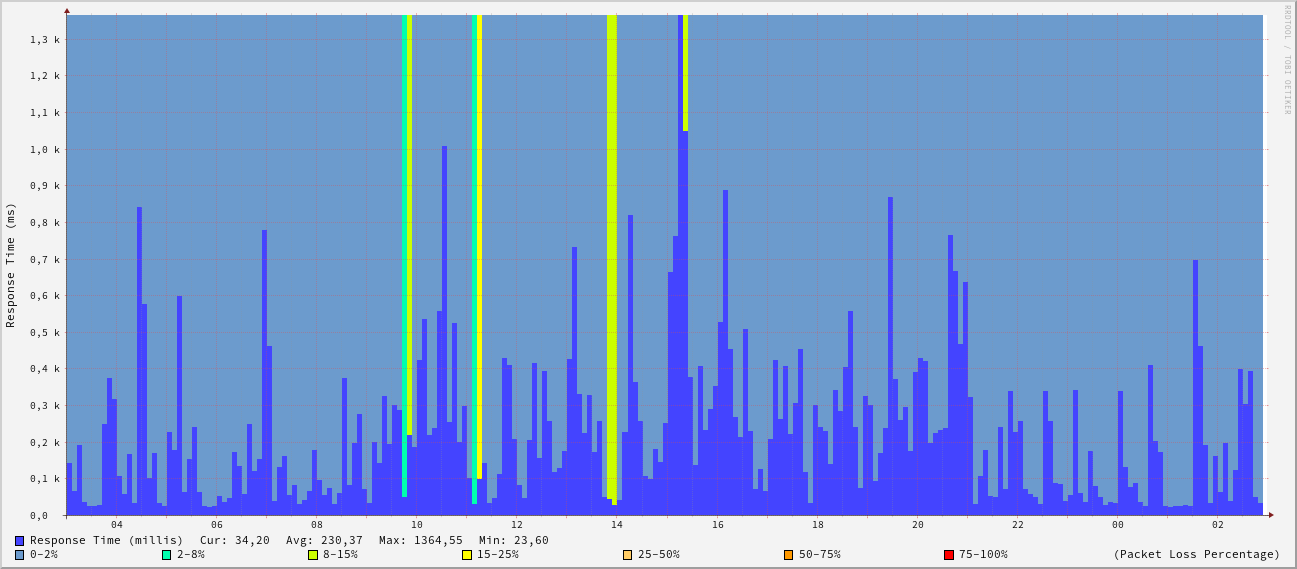 RRDTOOL / TOBI OETIKER
Response Time (ms)
1,3 k
1,2 k
1,1 k
1,0 k
0,9 k
0,8 k
0,7 k
0,6 k
0,5 k
0,4 k
0,3 k
0,2 k
0,1 k
0,0
04 06 08 10 12 14 16 18 20 22 00 02
Response Time (millis) Cur: 34,20 Avg: 230,37 Max: 1364,55 Min: 23,60
0-2% 2-8% 8-15% 15-25% 25-50% 50-75% 75-100% (Packet Loss Percentage)